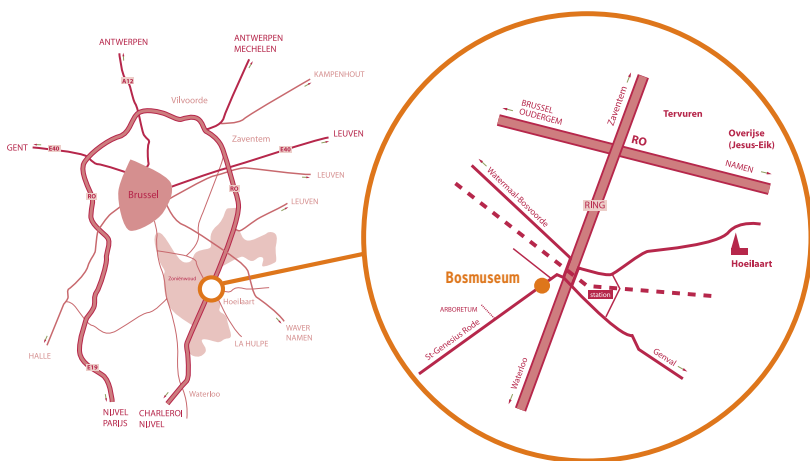 ANTWERPEN
ANTWERPEN
MECHELEN
KAMPENHOUT
A12
Vilvoorde
Zaventem
LEUVEN
GENT
E40
E40
LEUVEN
RO
Brussel
RO
LEUVEN
Zoniënwoud
Hoeilaart
WAVER
NAMEN
HALLE
LA HULPE
E19
Waterloo
NIJVEL
PARIJS
CHARLEROI
NIJVEL
Zaventem
BRUSSEL
OUDERGEM
Tervuren
RO
Overijse
(Jesus-Eik)
NAMEN
Watermaal-Bosvoorde
RING
Hoeilaart
Bosmuseum
station
ARBORETUM
St-Genesius Rode
Genval
Waterloo